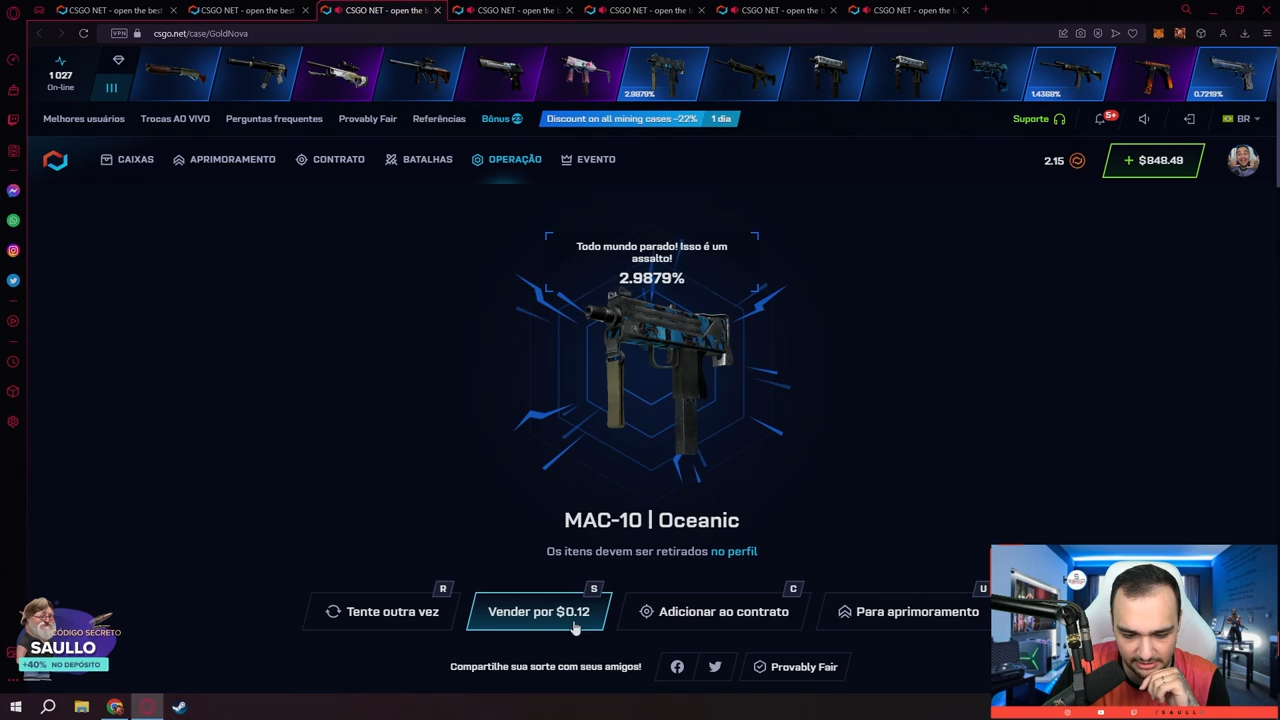 CSGO NET - open the best
CSGO NET - open the best
CSGO NET - open the b
CSGO NET - open the b
CSGO NET - open the b
CSGO NET - open the b
CSGO NET - open the b
VPN
csgo.net/case/GoldNova
1 027
On-line
2.9879%
1.4368%
0.7219%
Melhores usuários
Trocas AO VIVO
Perguntas frequentes
Provably Fair
Referências
Bônus 23
Discount on all mining cases -22%
1 dia
Suporte
5+
BR
CAIXAS
APRIMORAMENTO
CONTRATO
BATALHAS
OPERAÇÃO
EVENTO
2.15
+ $848.49
Todo mundo parado! Isso é um
assalto!
2.9879%
MAC-10 | Oceanic
Os itens devem ser retirados no perfil
R
Tente outra vez
S
Vender por $0.12
C
Adicionar ao contrato
U
Para aprimoramento
Compartilhe sua sorte com seus amigos!
Provably Fair
CÓDIGO SECRETO
SAULLO
+40% NO DEPÓSITO